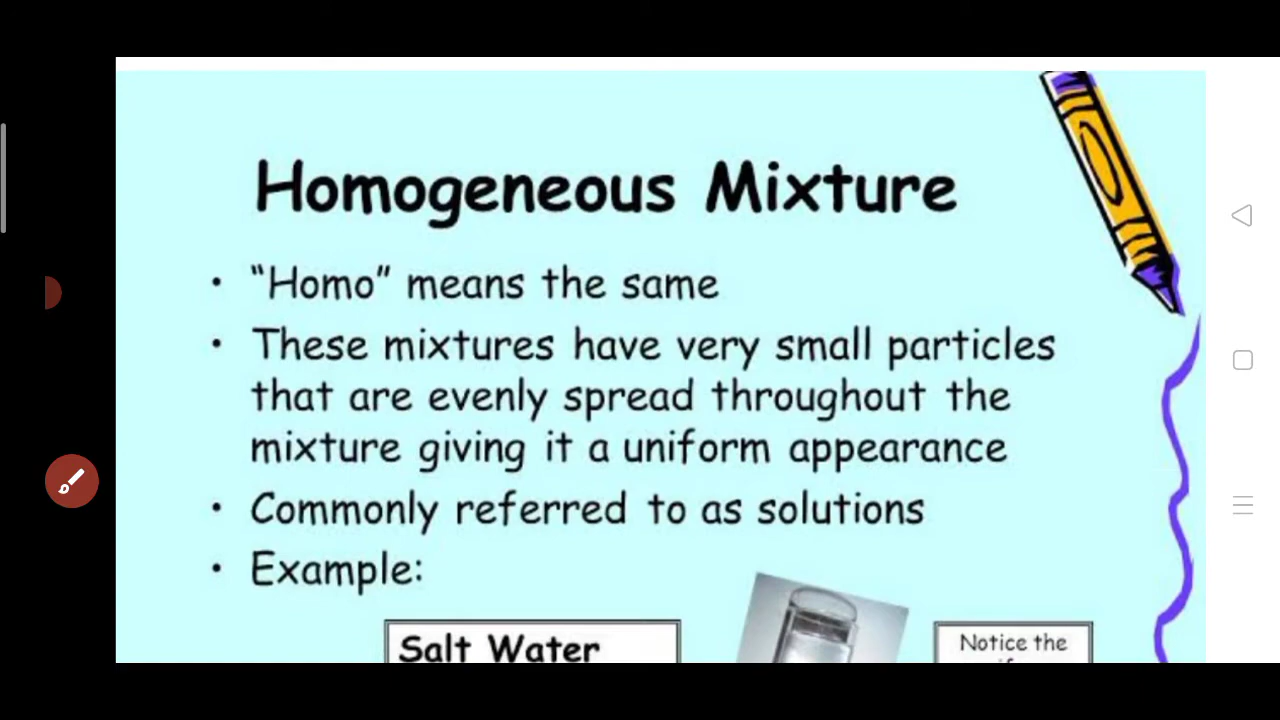 Homogeneous Mixture
• “Homo” means the same
• These mixtures have very small particles
that are evenly spread throughout the
mixture giving it a uniform appearance
• Commonly referred to as solutions
• Example:
Salt Water
Notice the